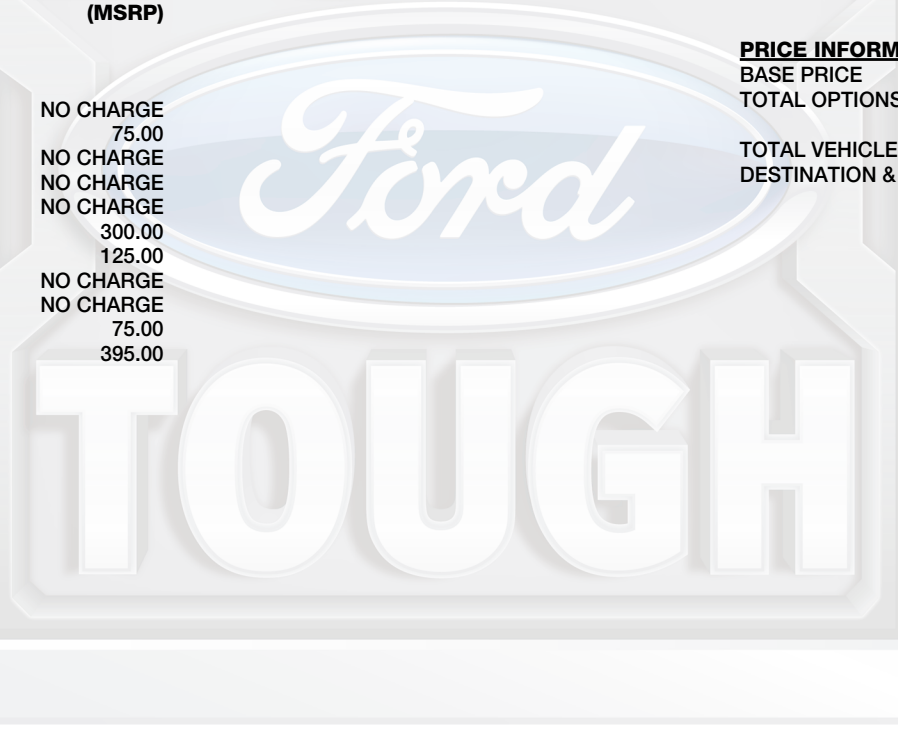 (MSRP)
NO CHARGE
75.00
NO CHARGE
NO CHARGE
NO CHARGE
300.00
125.00
NO CHARGE
NO CHARGE
75.00
395.00
PRICE INFORM
BASE PRICE
TOTAL OPTIONS
TOTAL VEHICLE
DESTINATION &
Ford
TOUGH